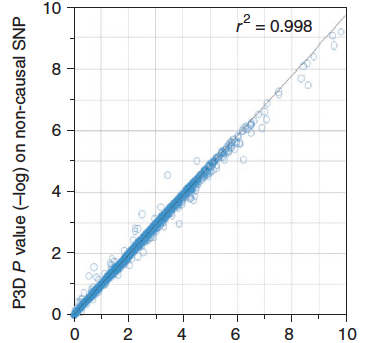 P3D P value (–log) on non-causal SNP
10
8
6
4
2
0
r² = 0.998
0 2 4 6 8 10